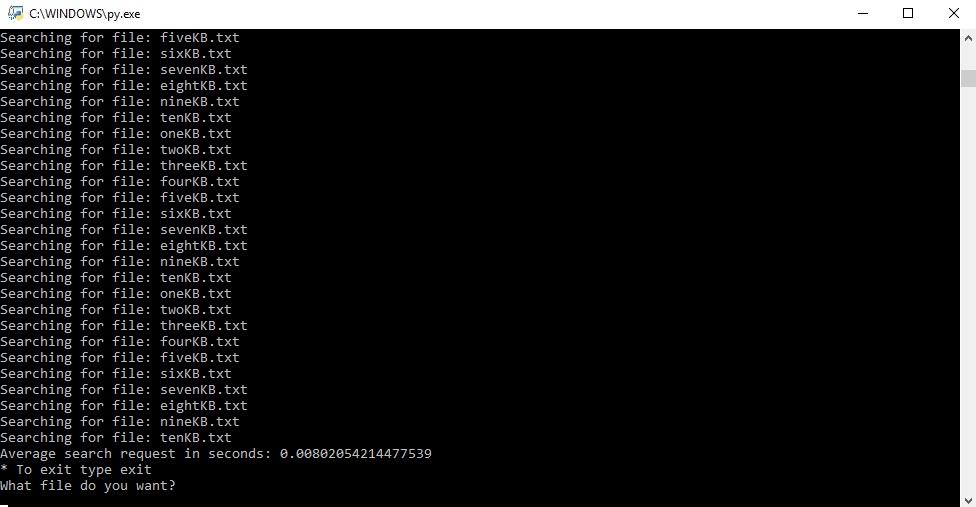 C:\WINDOWS\py.exe
Searching for file: fiveKB.txt
Searching for file: sixKB.txt
Searching for file: sevenKB.txt
Searching for file: eightKB.txt
Searching for file: nineKB.txt
Searching for file: tenKB.txt
Searching for file: oneKB.txt
Searching for file: twoKB.txt
Searching for file: threeKB.txt
Searching for file: fourKB.txt
Searching for file: fiveKB.txt
Searching for file: sixKB.txt
Searching for file: sevenKB.txt
Searching for file: eightKB.txt
Searching for file: nineKB.txt
Searching for file: tenKB.txt
Searching for file: oneKB.txt
Searching for file: twoKB.txt
Searching for file: threeKB.txt
Searching for file: fourKB.txt
Searching for file: fiveKB.txt
Searching for file: sixKB.txt
Searching for file: sevenKB.txt
Searching for file: eightKB.txt
Searching for file: nineKB.txt
Searching for file: tenKB.txt
Average search request in seconds: 0.00802054214477539
* To exit type exit
What file do you want?